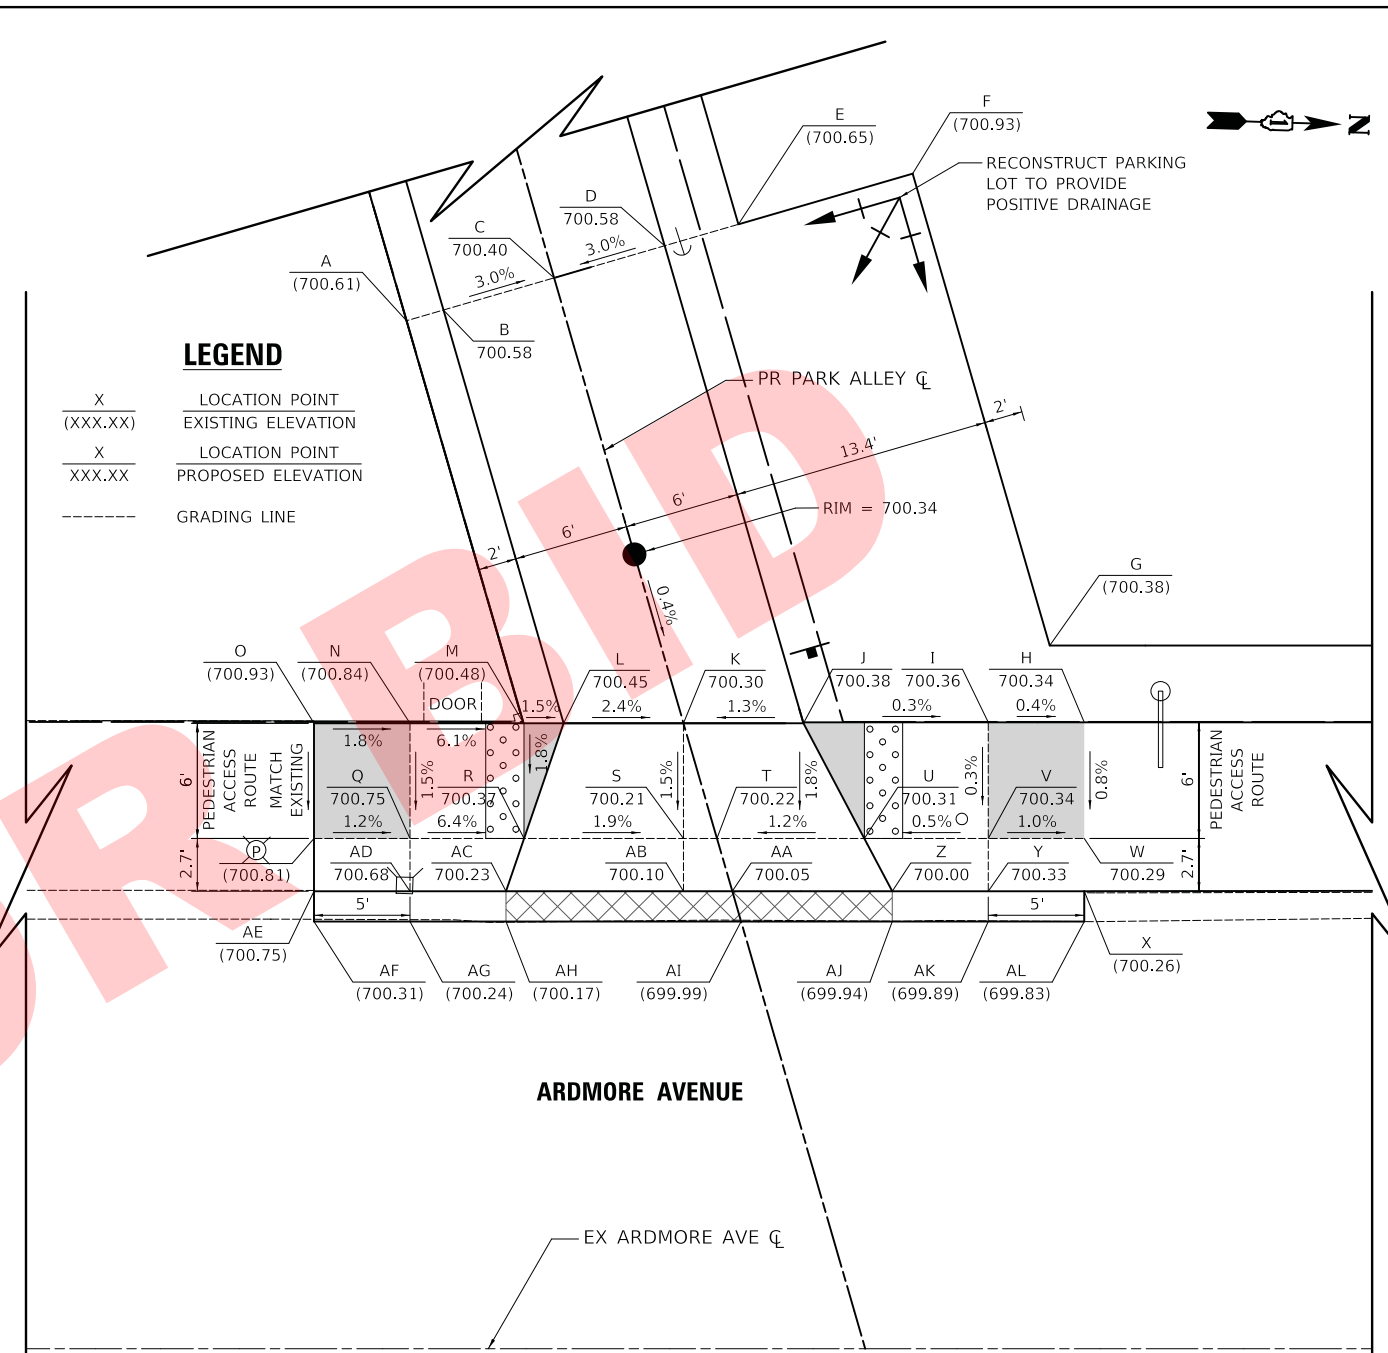 E
(700.65)
F
(700.93)
N
RECONSTRUCT PARKING
LOT TO PROVIDE
POSITIVE DRAINAGE
D
700.58
C
700.40
3.0%
3.0%
A
(700.61)
B
700.58
LEGEND
X
(XXX.XX)
LOCATION POINT
EXISTING ELEVATION
X
XXX.XX
LOCATION POINT
PROPOSED ELEVATION
GRADING LINE
PR PARK ALLEY ℄
2'
13.4'
6'
6'
2'
RIM = 700.34
0.4%
G
(700.38)
O
(700.93)
N
(700.84)
M
(700.48)
L
700.45
K
700.30
J
700.38
I
700.36
H
700.34
DOOR
1.5%
2.4%
1.3%
0.3%
0.4%
1.8%
6.1%
6'
PEDESTRIAN
ACCESS
ROUTE
MATCH
EXISTING
1.5%
1.8%
1.5%
1.8%
0.3%
0.8%
6'
PEDESTRIAN
ACCESS
ROUTE
Q
700.75
R
700.37
S
700.21
T
700.22
U
700.31
V
700.34
1.2%
6.4%
1.9%
1.2%
0.5%
1.0%
2.7'
P
(700.81)
AD
700.68
AC
700.23
AB
700.10
AA
700.05
Z
700.00
Y
700.33
W
700.29
2.7'
5'
5'
AE
(700.75)
X
(700.26)
AF
(700.31)
AG
(700.24)
AH
(700.17)
AI
(699.99)
AJ
(699.94)
AK
(699.89)
AL
(699.83)
ARDMORE AVENUE
EX ARDMORE AVE ℄
OR BID